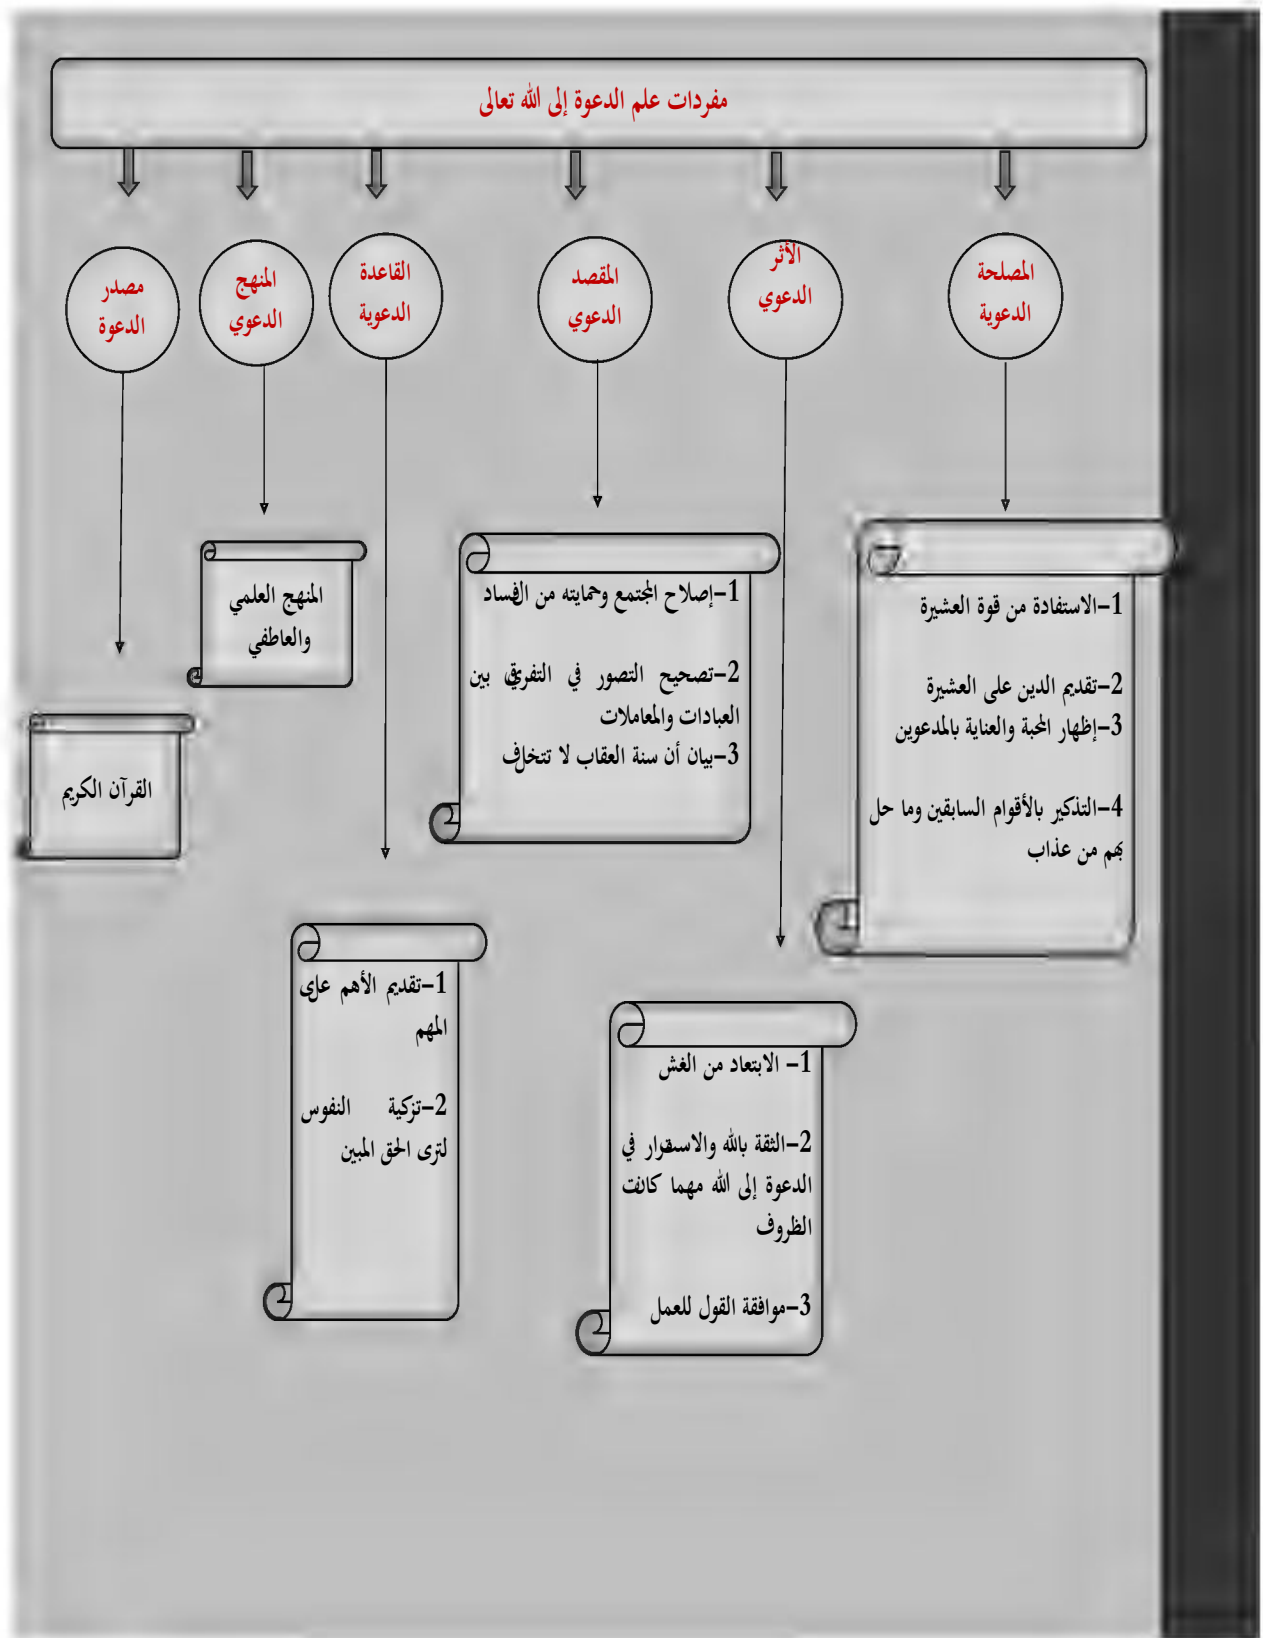 مفردات علم الدعوة إلى الله تعالى
المصلحة
الدعوية
الأثر
الدعوي
المقصد
الدعوي
القاعدة
الدعوية
المنهج
الدعوي
مصدر
الدعوة
1-الاستفادة من قوة العشيرة
2-تقديم الدين على العشيرة
3-إظهار المحبة والعناية بالمدعوين
4-التذكير بالأقوام السابقين وما حل
بهم من عذاب
1- الابتعاد من الغش
2-الثقة بالله والاستمرار في
الدعوة إلى الله مهما كانت
الظروف
3-موافقة القول للعمل
1-إصلاح المجتمع وحمايته من الفساد
2-تصحيح التصور في التفريق بين
العبادات والمعاملات
3-بيان أن سنة العقاب لا تتخلف
1-تقديم الأهم على
المهم
2-تزكية النفوس
لترى الحق المبين
المنهج العلمي
والعاطفي
القرآن الكريم